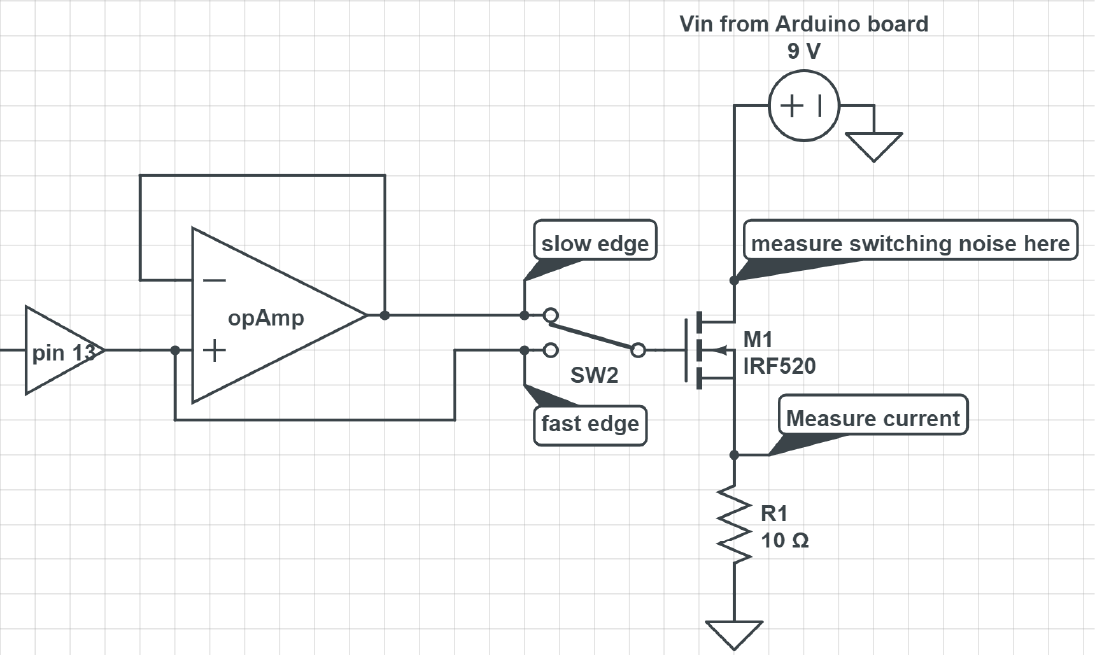 Vin from Arduino board
9 V
slow edge
measure switching noise here
opAmp
pin 13
M1
IRF520
SW2
fast edge
Measure current
R1
10 Ω